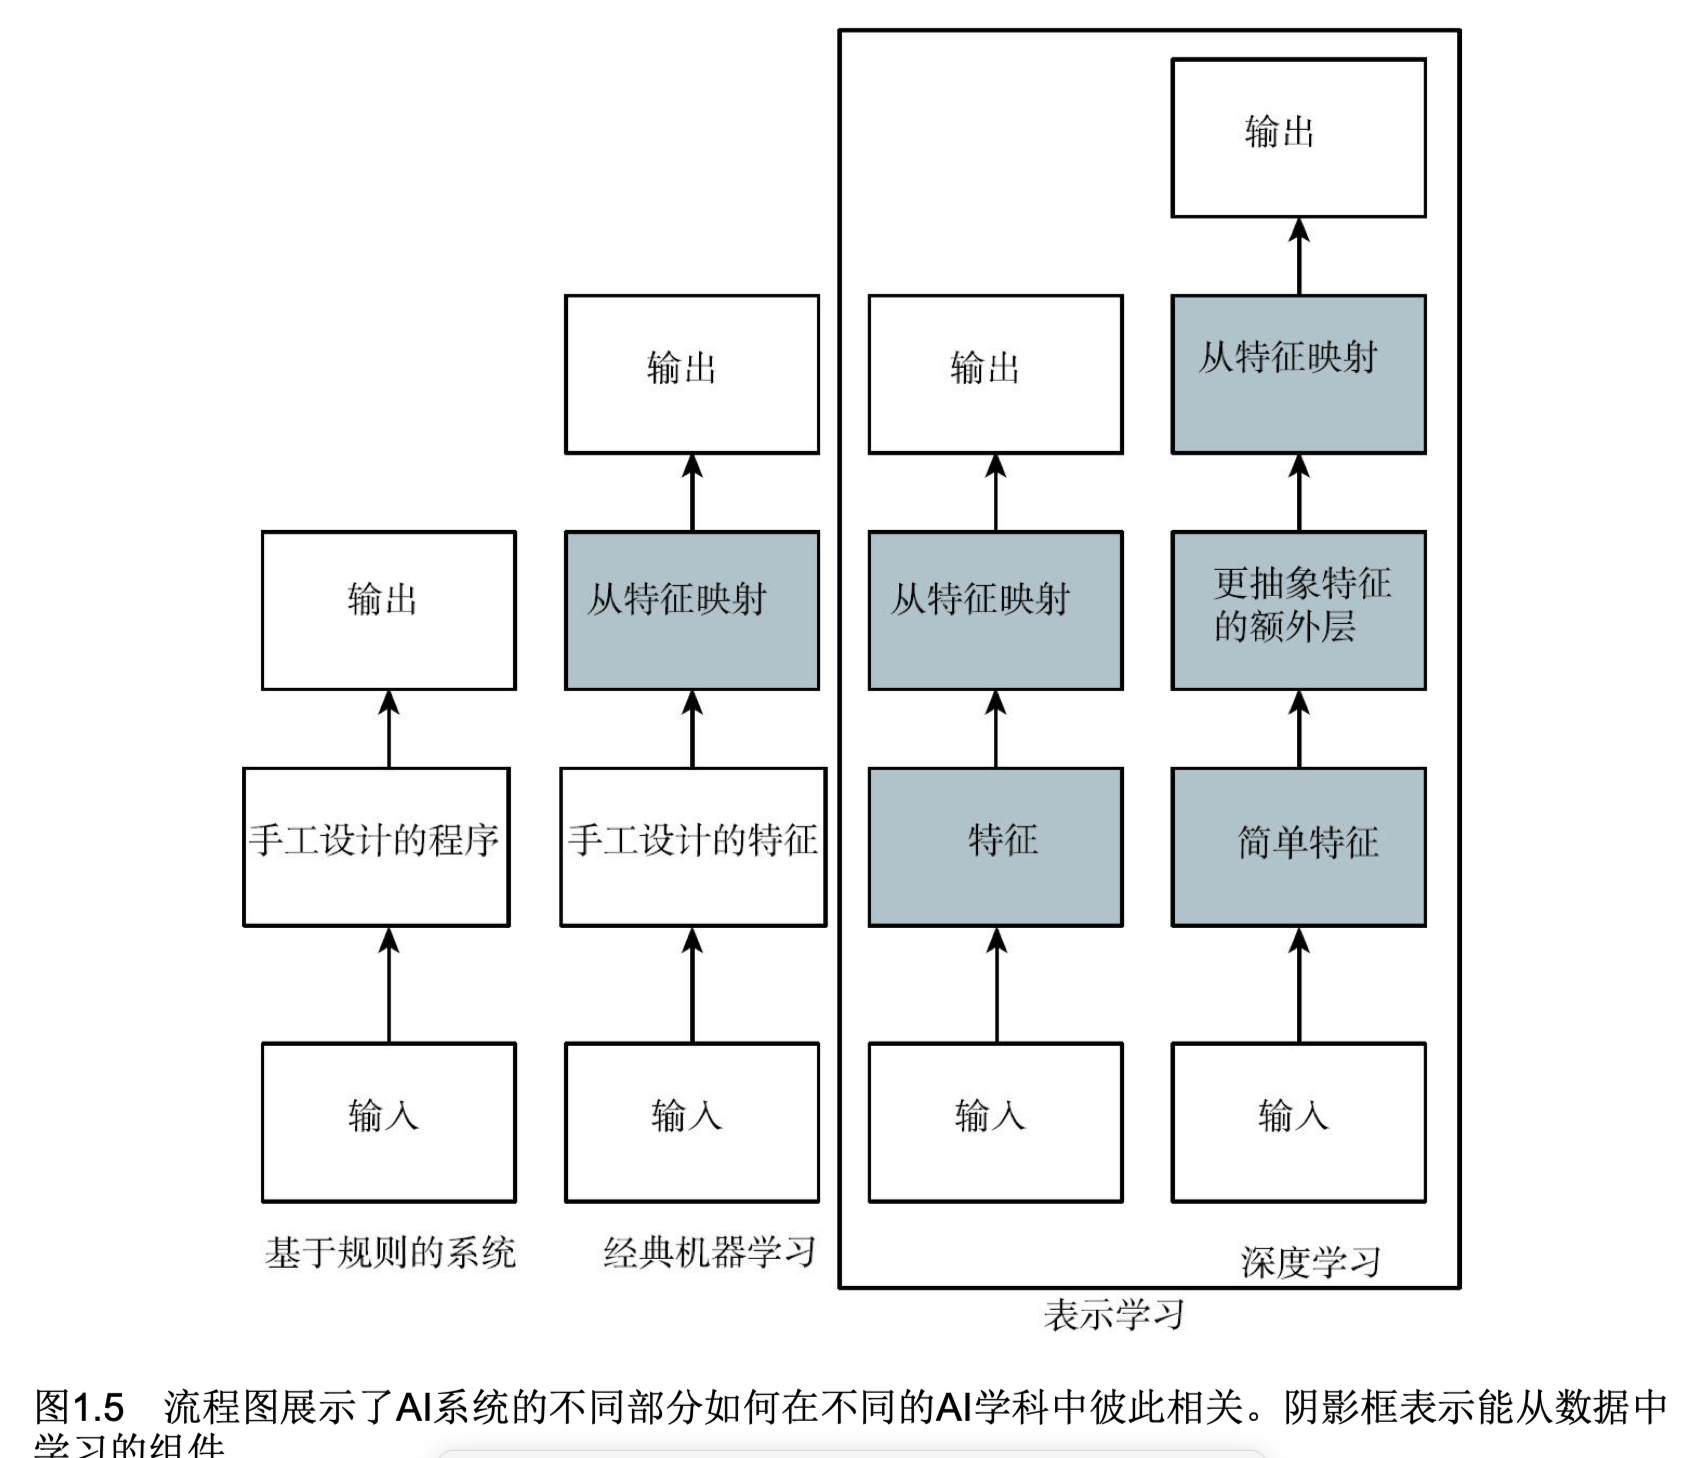 输出
输出
输出
从特征映射
输出
从特征映射
从特征映射
更抽象特征
的额外层
手工设计的程序
手工设计的特征
特征
简单特征
输入
输入
输入
输入
基于规则的系统
经典机器学习
深度学习
表示学习
图1.5 流程图展示了AI系统的不同部分如何在不同的AI学科中彼此相关。阴影框表示能从数据中
学习的组件